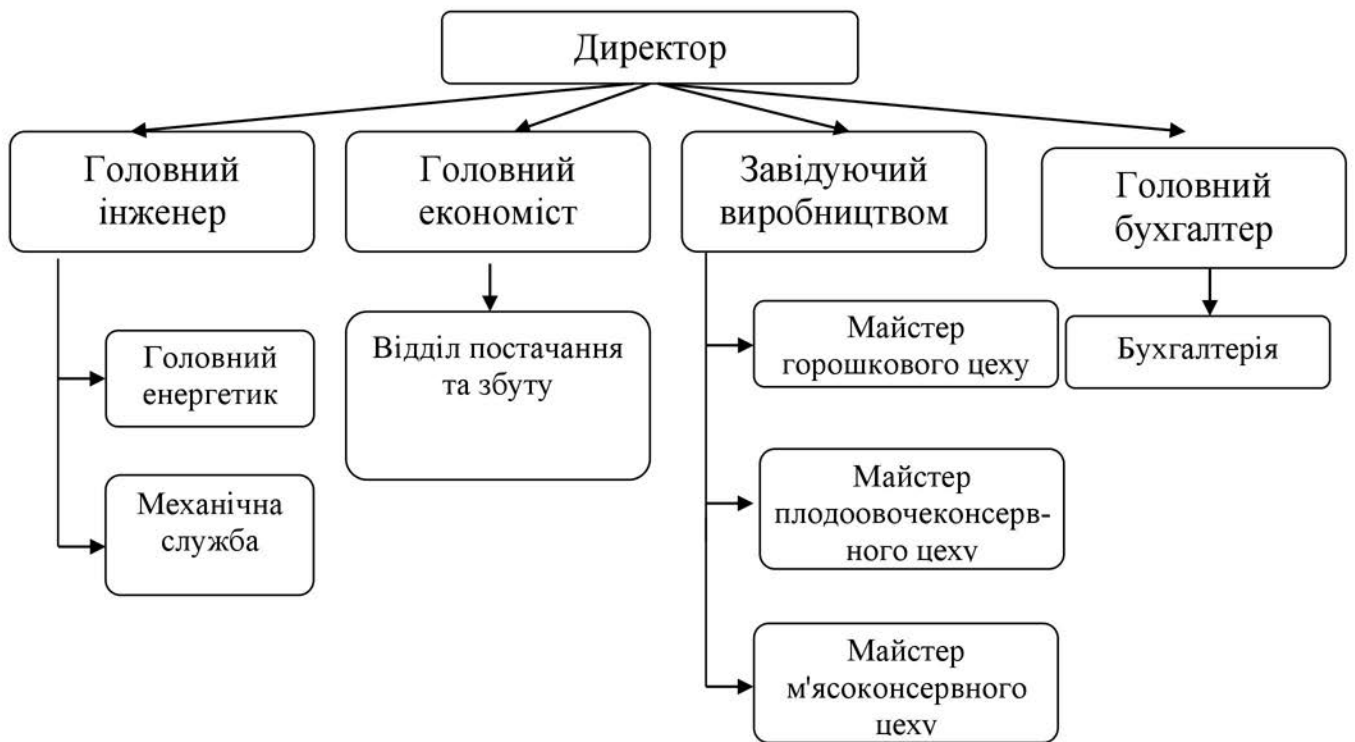 Директор
Головний
інженер
Головний
економіст
Завідуючий
виробництвом
Головний
бухгалтер
Головний
енергетик
Механічна
служба
Відділ постачання
та збуту
Майстер
горошкового цеху
Майстер
плодоовочеконсерв-
ного цеху
Майстер
м'ясоконсервного
цеху
Бухгалтерія